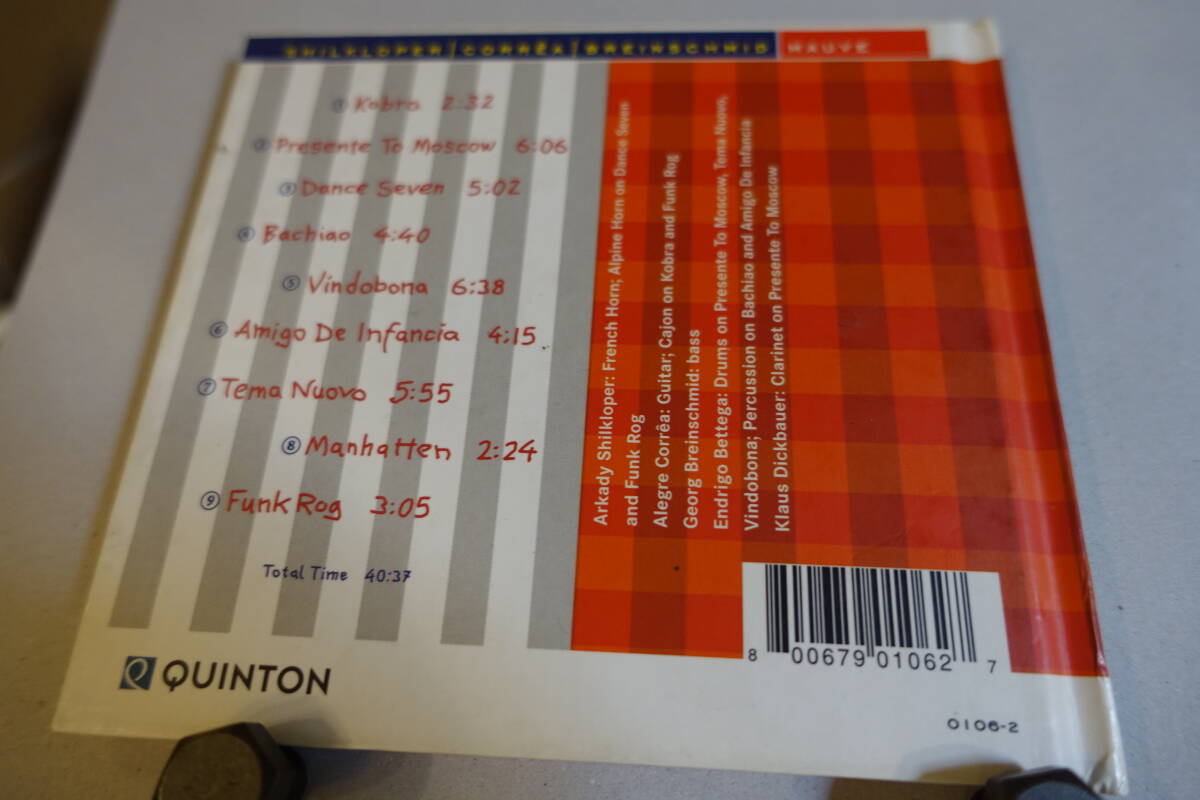 SHILKLOPER / CORRÊA / BREINSCHMID MAUVE
1 Kobra 2:32
2 Presente To Moscow 6:06
3 Dance Seven 5:02
4 Bachiao 4:40
5 Vindobona 6:38
6 Amigo De Infancia 4:15
7 Tema Nuovo 5:55
8 Manhatten 2:24
9 Funk Rog 3:05
Total Time 40:37
QUINTON
Arkady Shilkloper: French Horn; Alpine Horn on Dance Seven
and Funk Rog
Alegre Corrêa: Guitar; Cajon on Kobra and Funk Rog
Georg Breinschmid: bass
Endrigo Bettega: Drums on Presente To Moscow, Tema Nuovo,
Vindobona; Percussion on Bachiao and Amigo De Infancia
Klaus Dickbauer: Clarinet on Presente To Moscow
8 00679 01062 7
0106-2